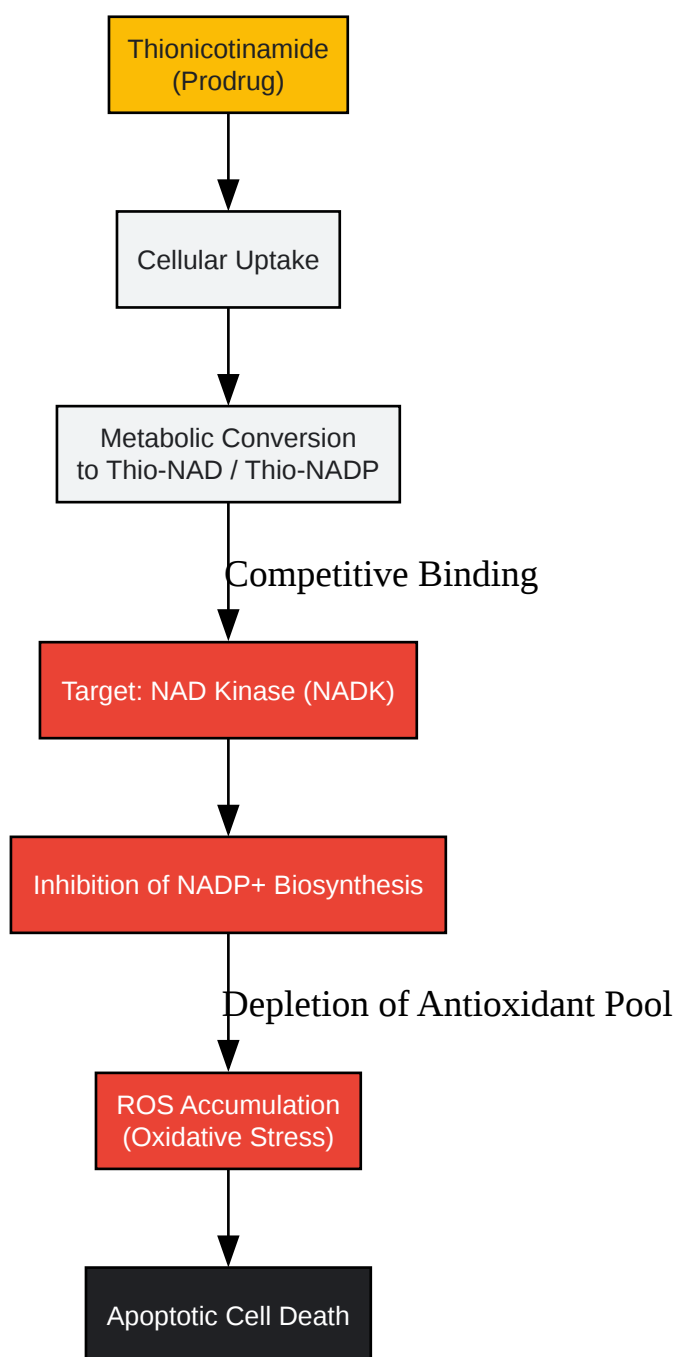 Thionicotinamide
(Prodrug)
Cellular Uptake
Metabolic Conversion
to Thio-NAD / Thio-NADP
Competitive Binding
Target: NAD Kinase (NADK)
Inhibition of NADP+ Biosynthesis
Depletion of Antioxidant Pool
ROS Accumulation
(Oxidative Stress)
Apoptotic Cell Death